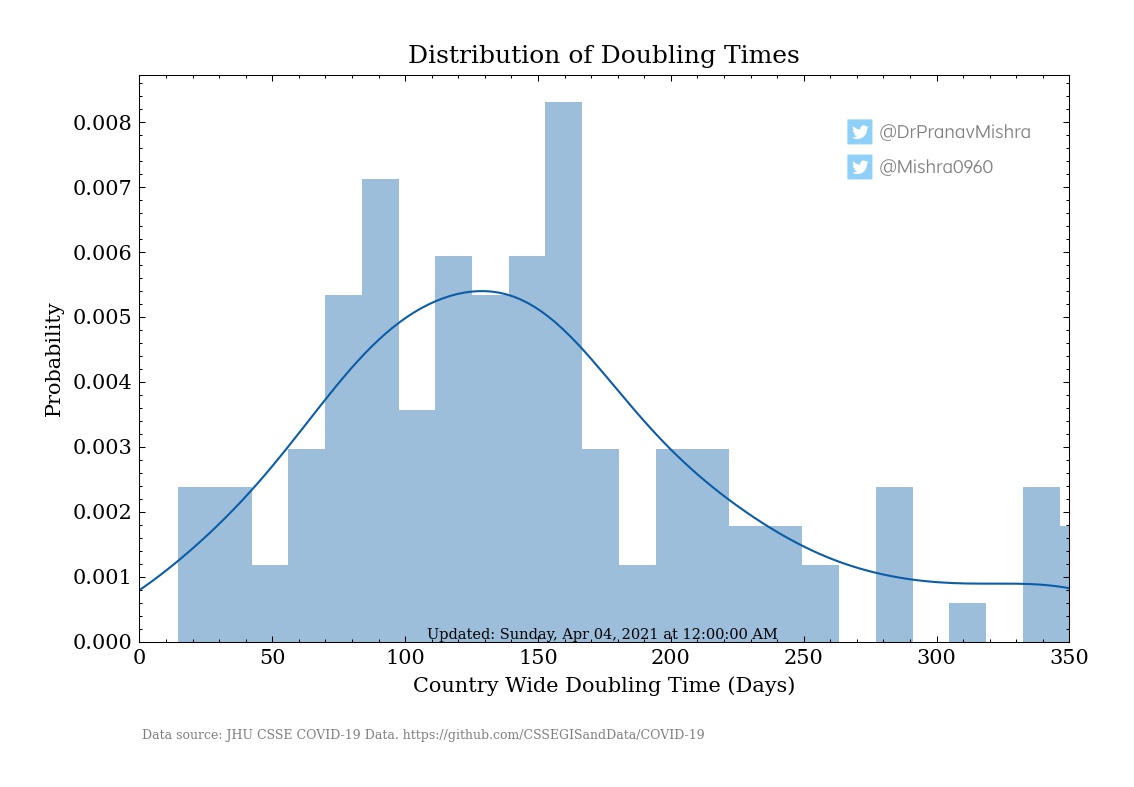 Distribution of Doubling Times
@DrPranavMishra
@Mishra0960
Probability
0.008
0.007
0.006
0.005
0.004
0.003
0.002
0.001
0.000
Updated: Sunday, Apr 04, 2021 at 12:00:00 AM
0 50 100 150 200 250 300 350
Country Wide Doubling Time (Days)
Data source: JHU CSSE COVID-19 Data. https://github.com/CSSEGISandData/COVID-19